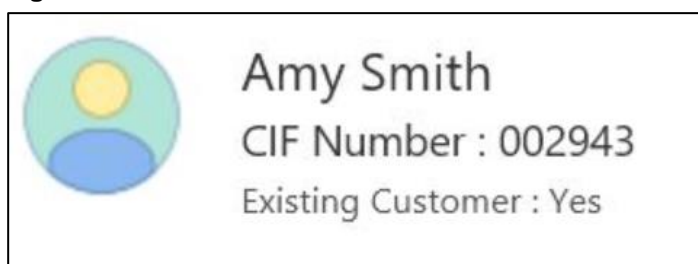 Amy Smith
CIF Number : 002943
Existing Customer : Yes